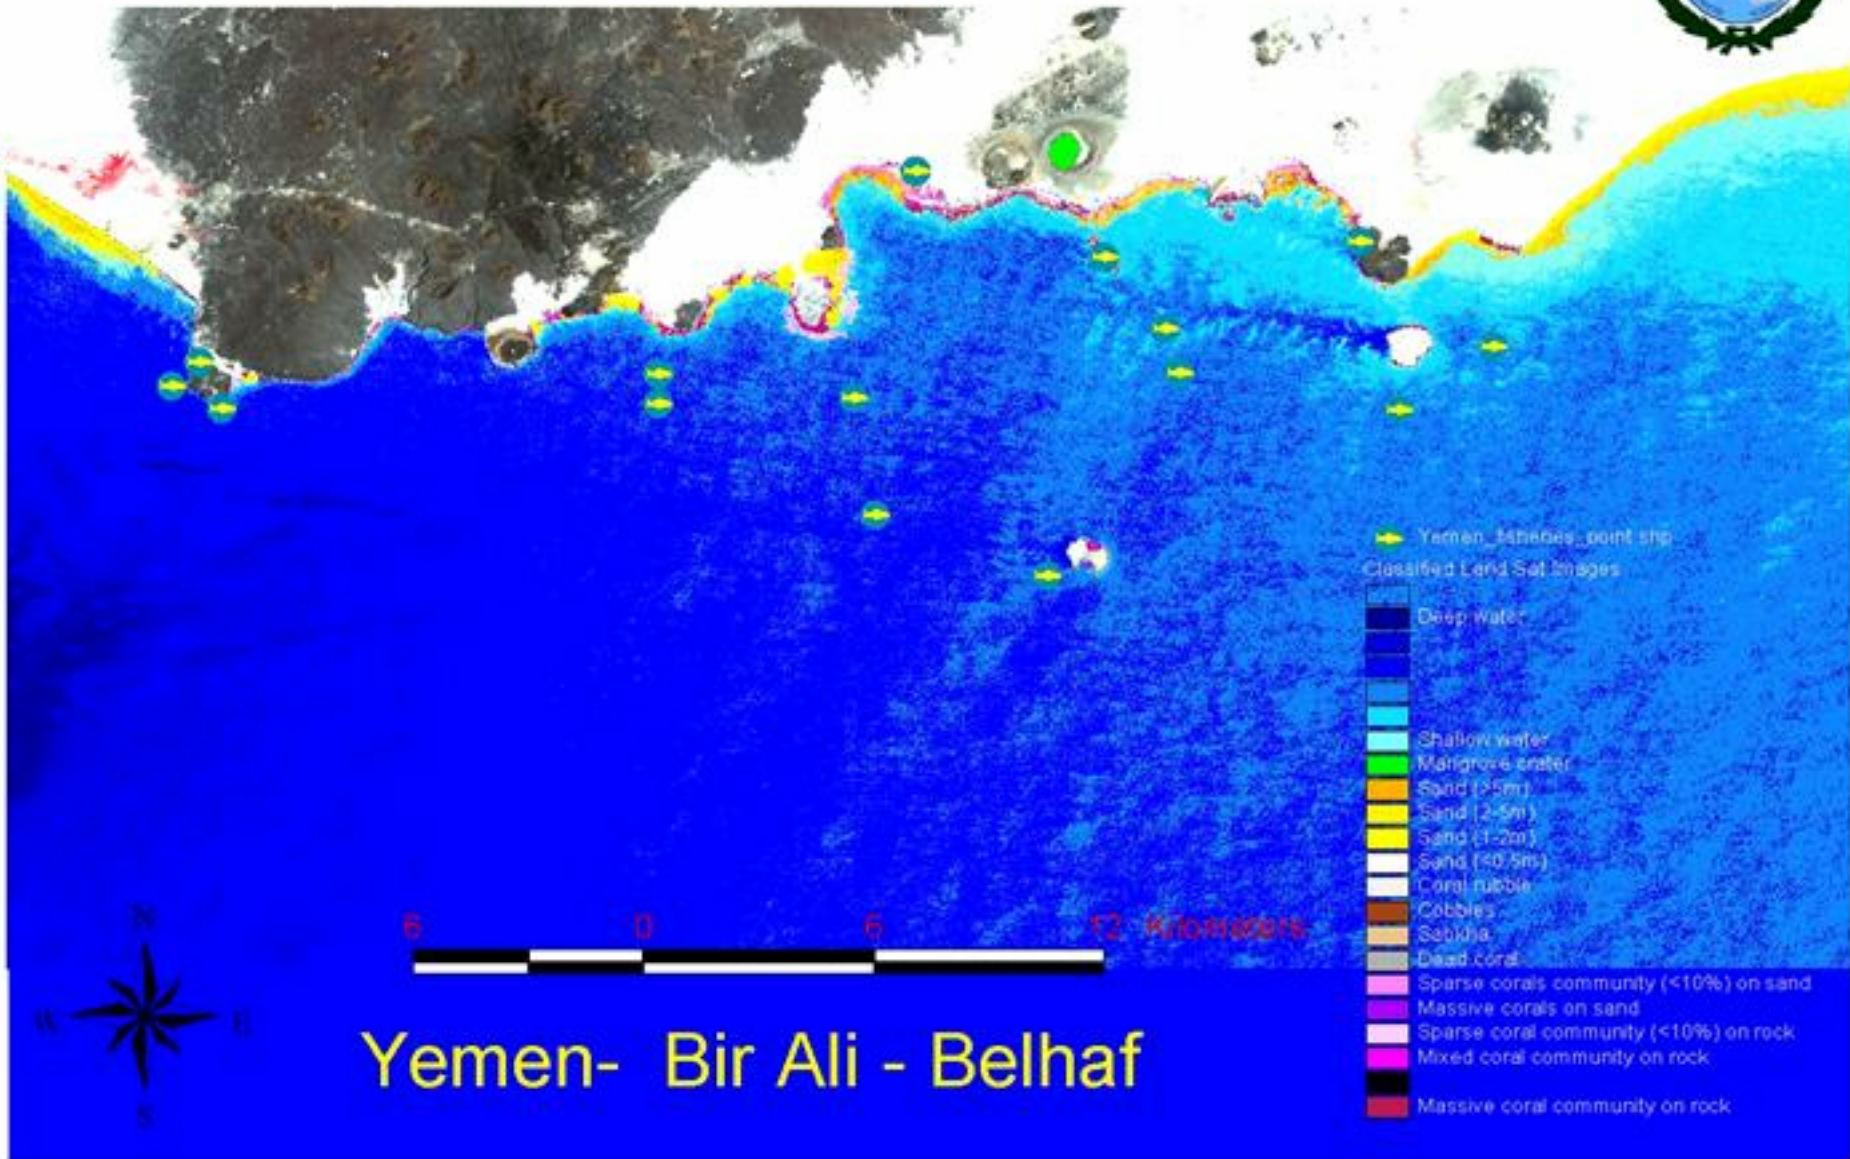 Yemen_fisheries_point shp
Classified Land Sat Images
Deep water
Shallow water
Mangrove crater
Sand (>5m)
Sand (2-5m)
Sand (1-2m)
Sand (<0.5m)
Coral rubble
Cobbles
Sabkha
Dead coral
Sparse corals community (<10%) on sand
Massive corals on sand
Sparse coral community (<10%) on rock
Mixed coral community on rock
Massive coral community on rock
6 0 6 12 Kilometers
N
W E
S
Yemen- Bir Ali - Belhaf